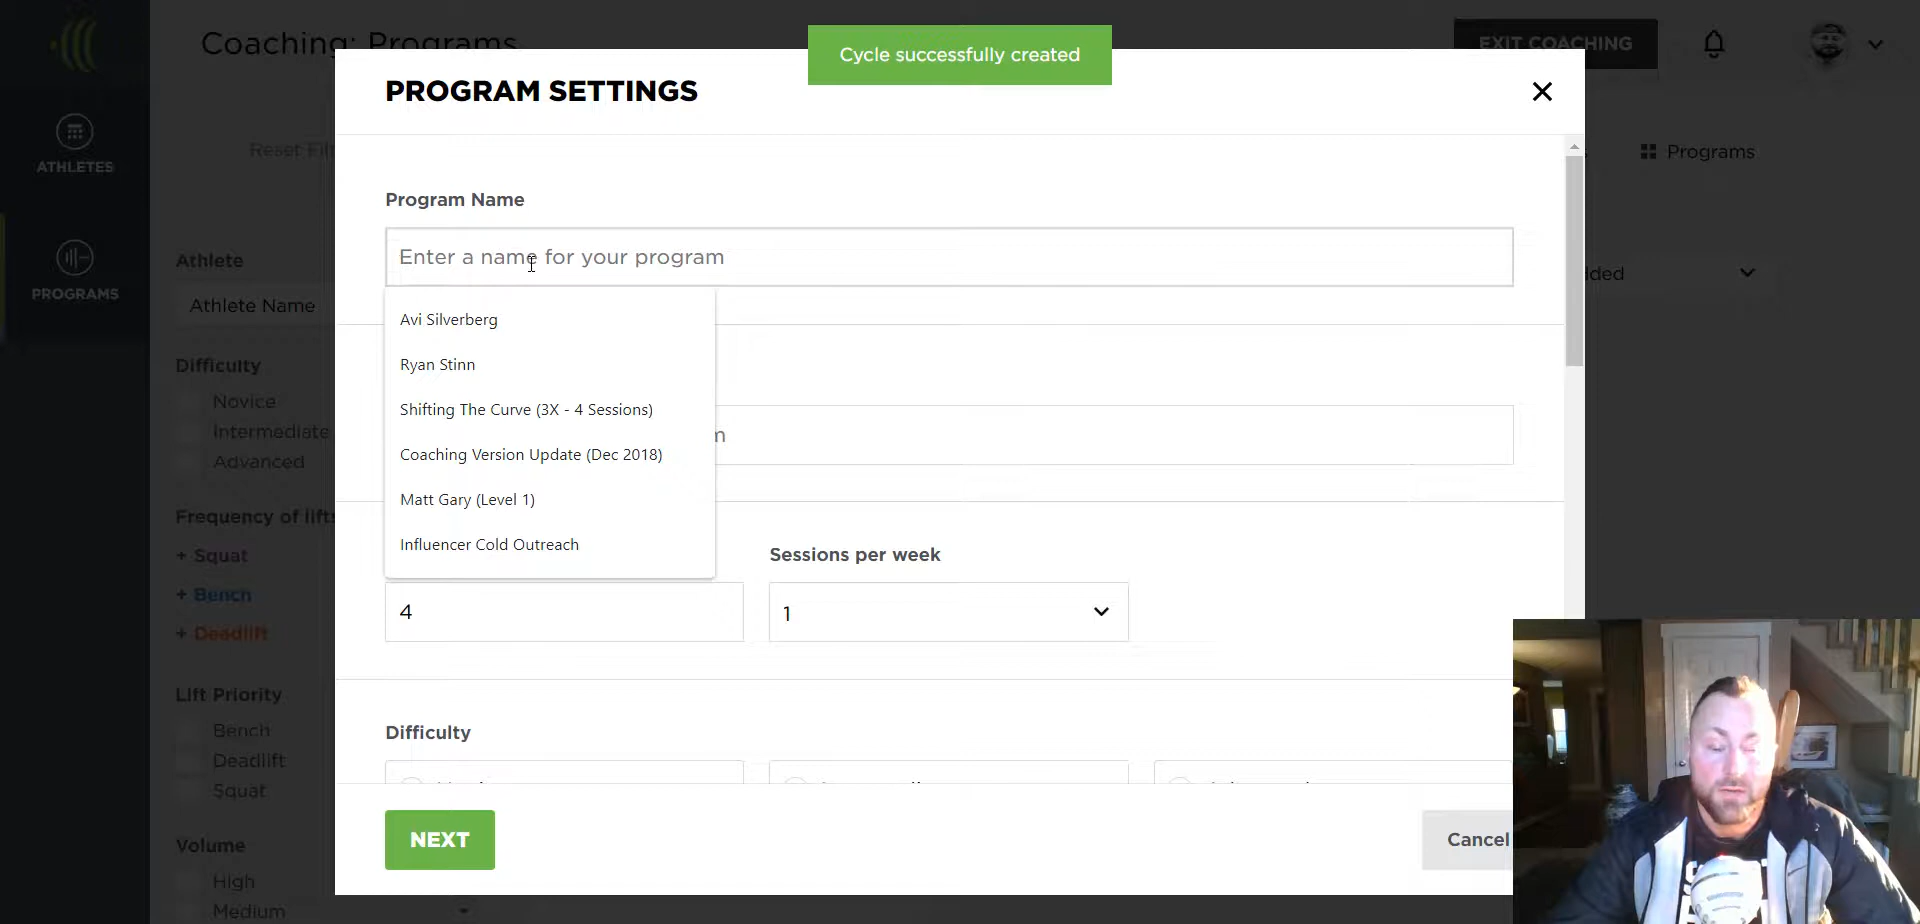 Coaching: Programs
Cycle successfully created
EXIT COACHING
PROGRAM SETTINGS
ATHLETES
Reset Filt
Programs
Program Name
PROGRAMS
Enter a name for your program
Athlete
Athlete Name
dded
Avi Silverberg
Ryan Stinn
Shifting The Curve (3X - 4 Sessions)
Coaching Version Update (Dec 2018)
Matt Gary (Level 1)
Influencer Cold Outreach
Difficulty
Novice
Intermediate
Advanced
Frequency of lifts
+ Squat
+ Bench
+ Deadlift
Sessions per week
4
1
Lift Priority
Bench
Deadlift
Squat
Difficulty
Volume
High
Medium
NEXT
Cancel